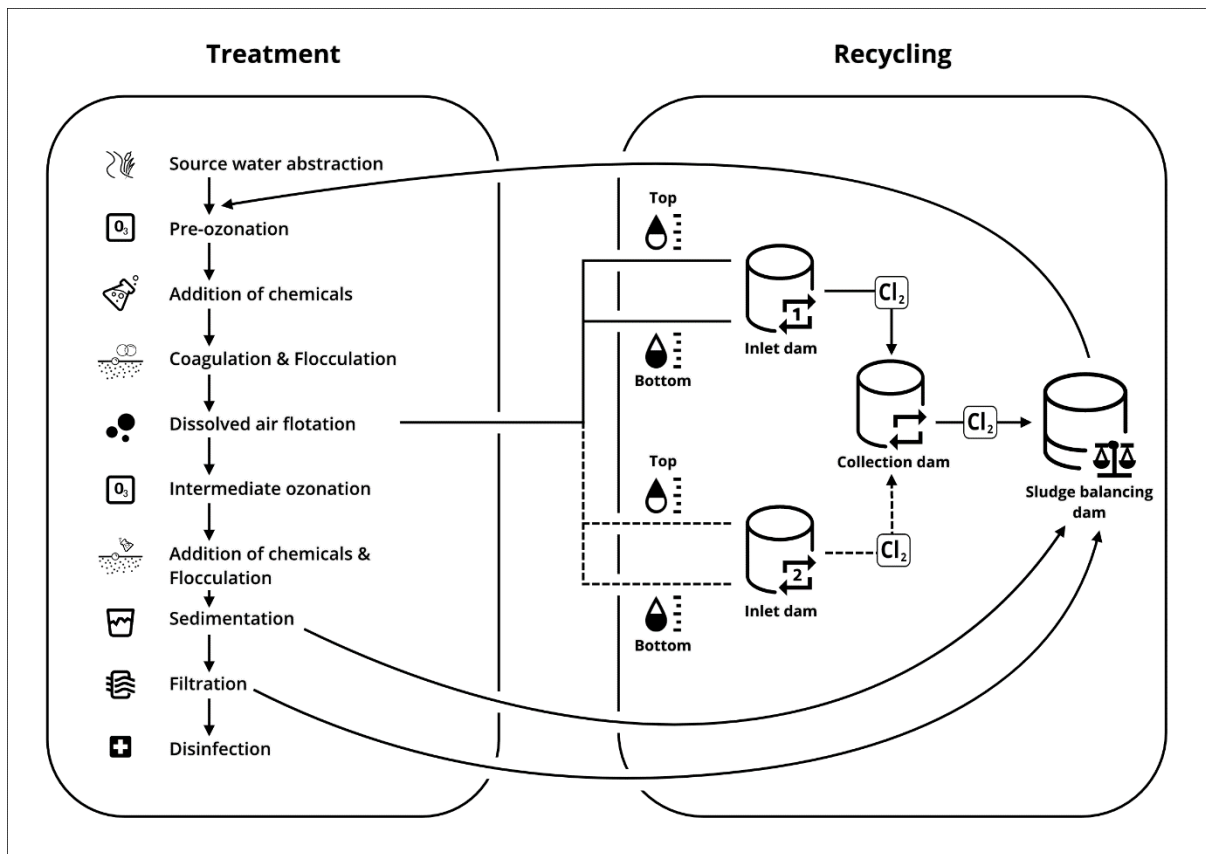 Treatment
Recycling
Source water abstraction
O3
Pre-ozonation
Addition of chemicals
Coagulation & Flocculation
Dissolved air flotation
O3
Intermediate ozonation
Addition of chemicals &
Flocculation
Sedimentation
Filtration
Disinfection
Top
Bottom
1
Inlet dam
Cl2
Top
Bottom
2
Inlet dam
Cl2
Collection dam
Cl2
Sludge balancing
dam